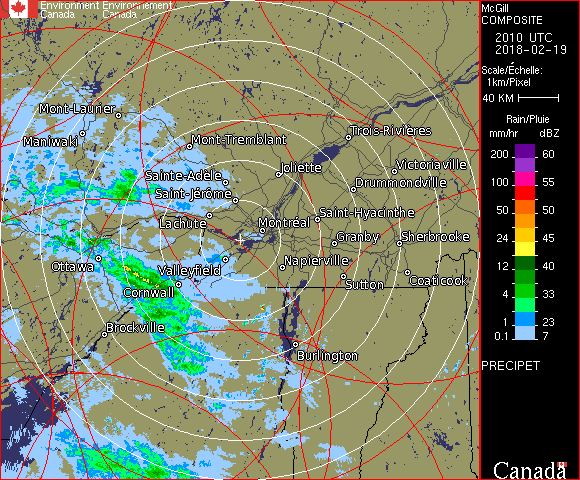 Environment Environnement
Canada Canada
McGill
COMPOSITE
2010 UTC
2018-02-19
Scale/Échelle:
1km/Pixel
40 KM
Rain/Pluie
mm/hr dBZ
200 60
100 55
50 50
24 45
12 40
4 33
1 23
0.1 7
PRECIPET
Canada
Mont-Laurier
Maniwaki
Mont-Tremblant
Trois-Rivières
Joliette
Victoriaville
Sainte-Adèle
Drummondville
Saint-Jérôme
Lachute
Saint-Hyacinthe
Montréal
Granby
Sherbrooke
Ottawa
Valleyfield
Napierville
Sutton
Coaticook
Cornwall
Brockville
Burlington